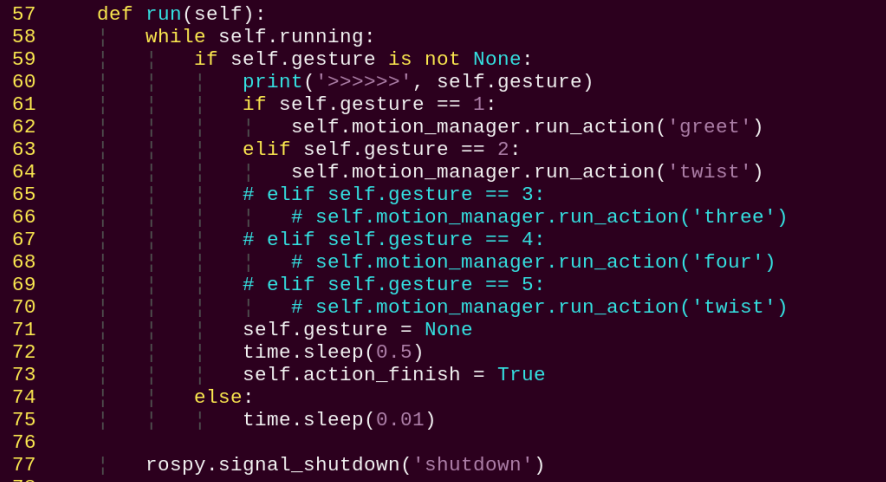 57     def run(self):
58         while self.running:
59             if self.gesture is not None:
60                 print('>>>>>>', self.gesture)
61                 if self.gesture == 1:
62                     self.motion_manager.run_action('greet')
63                 elif self.gesture == 2:
64                     self.motion_manager.run_action('twist')
65                 # elif self.gesture == 3:
66                     # self.motion_manager.run_action('three')
67                 # elif self.gesture == 4:
68                     # self.motion_manager.run_action('four')
69                 # elif self.gesture == 5:
70                     # self.motion_manager.run_action('twist')
71                 self.gesture = None
72                 time.sleep(0.5)
73                 self.action_finish = True
74             else:
75                 time.sleep(0.01)
76
77         rospy.signal_shutdown('shutdown')